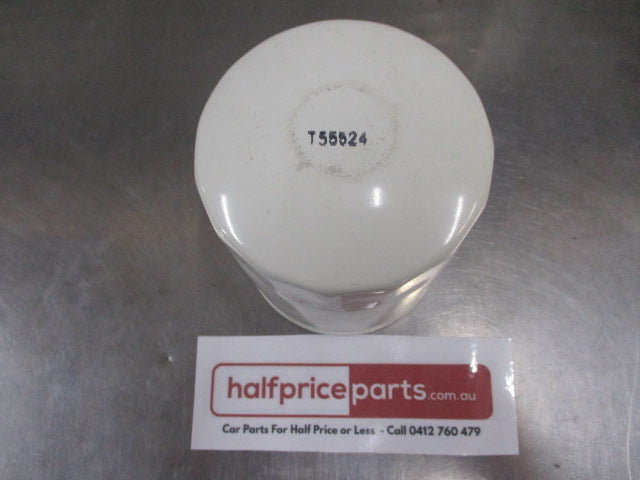 T55524
halfpriceparts.com.au
Car Parts For Half Price or Less - Call 0412 760 479